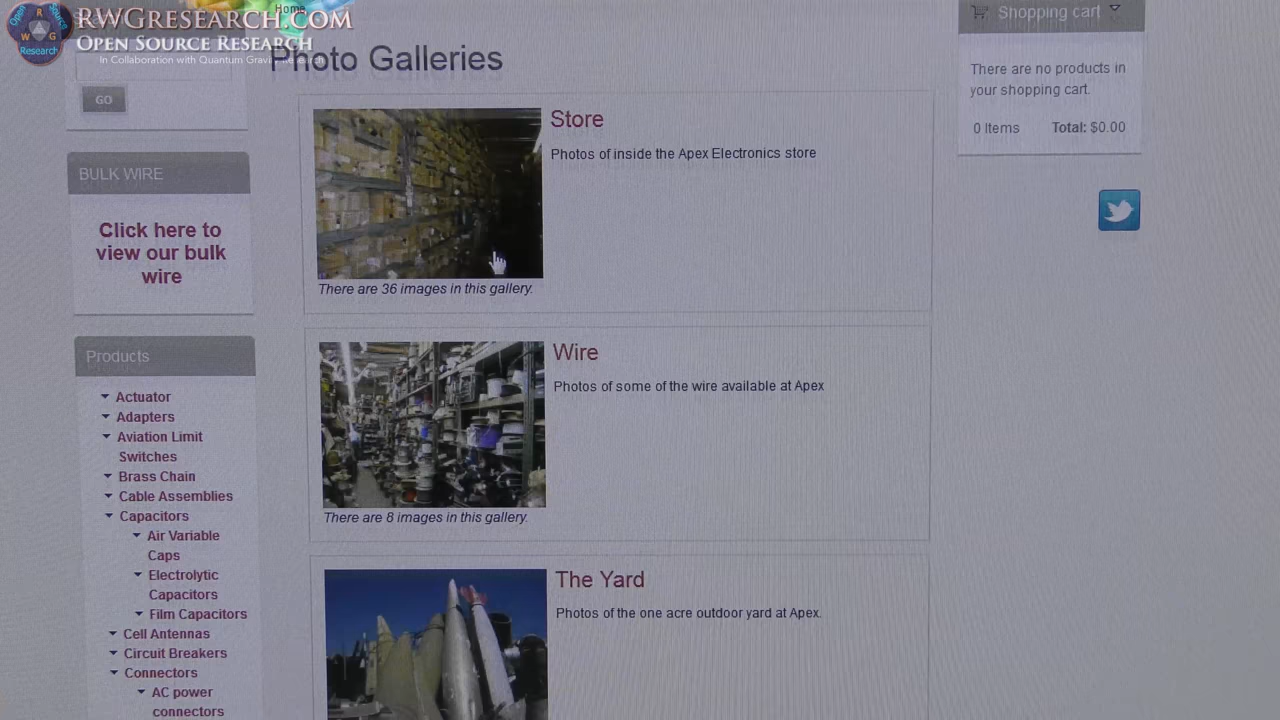 Home
RWGRESEARCH.COM
OPEN SOURCE RESEARCH
In Collaboration with Quantum Gravity Research
Open Source
R
W G
Research
Photo Galleries
GO
BULK WIRE
Click here to
view our bulk
wire
Products
Actuator
Adapters
Aviation Limit
Switches
Brass Chain
Cable Assemblies
Capacitors
Air Variable
Caps
Electrolytic
Capacitors
Film Capacitors
Cell Antennas
Circuit Breakers
Connectors
AC power
connectors
Store
Photos of inside the Apex Electronics store
There are 36 images in this gallery.
Wire
Photos of some of the wire available at Apex
There are 8 images in this gallery.
The Yard
Photos of the one acre outdoor yard at Apex.
Shopping cart
There are no products in
your shopping cart.
0 Items Total: $0.00